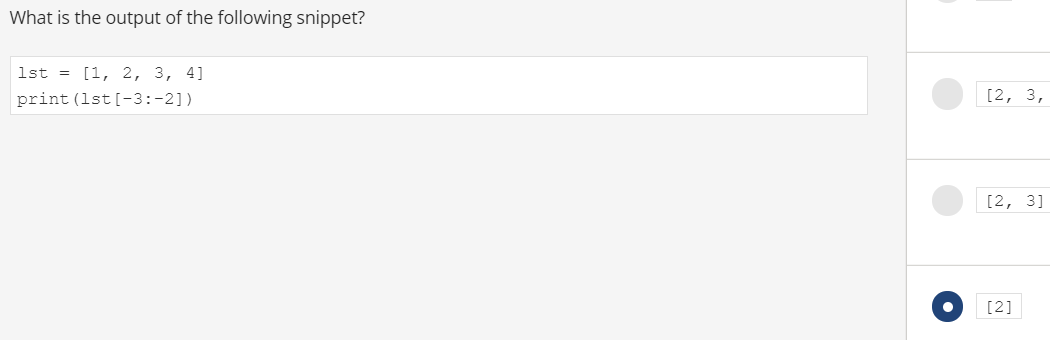 What is the output of the following snippet?
lst = [1, 2, 3, 4]
print(lst[-3:-2])
[2, 3,
[2, 3]
[2]